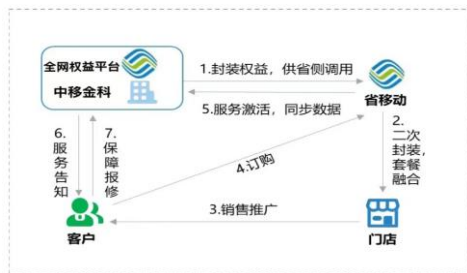 全网权益平台
中移金科
1.封装权益，供省侧调用
5.服务激活，同步数据
省移动
2.
二次
封装，
套餐
融合
6.
服
务
告
知
7.
保
障
报
修
4.订购
3.销售推广
客户
门店